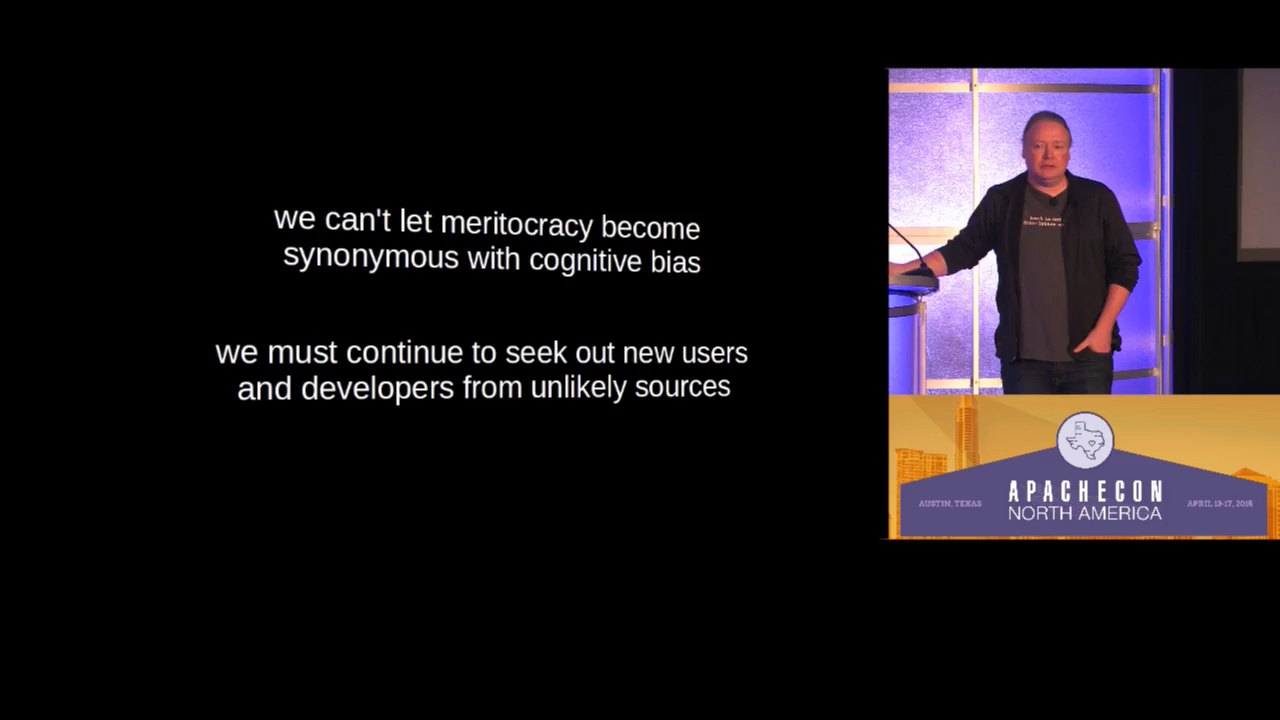 we can't let meritocracy become
synonymous with cognitive bias
we must continue to seek out new users
and developers from unlikely sources
APACHECON
NORTH AMERICA
AUSTIN, TEXAS
APRIL 13-17, 2015